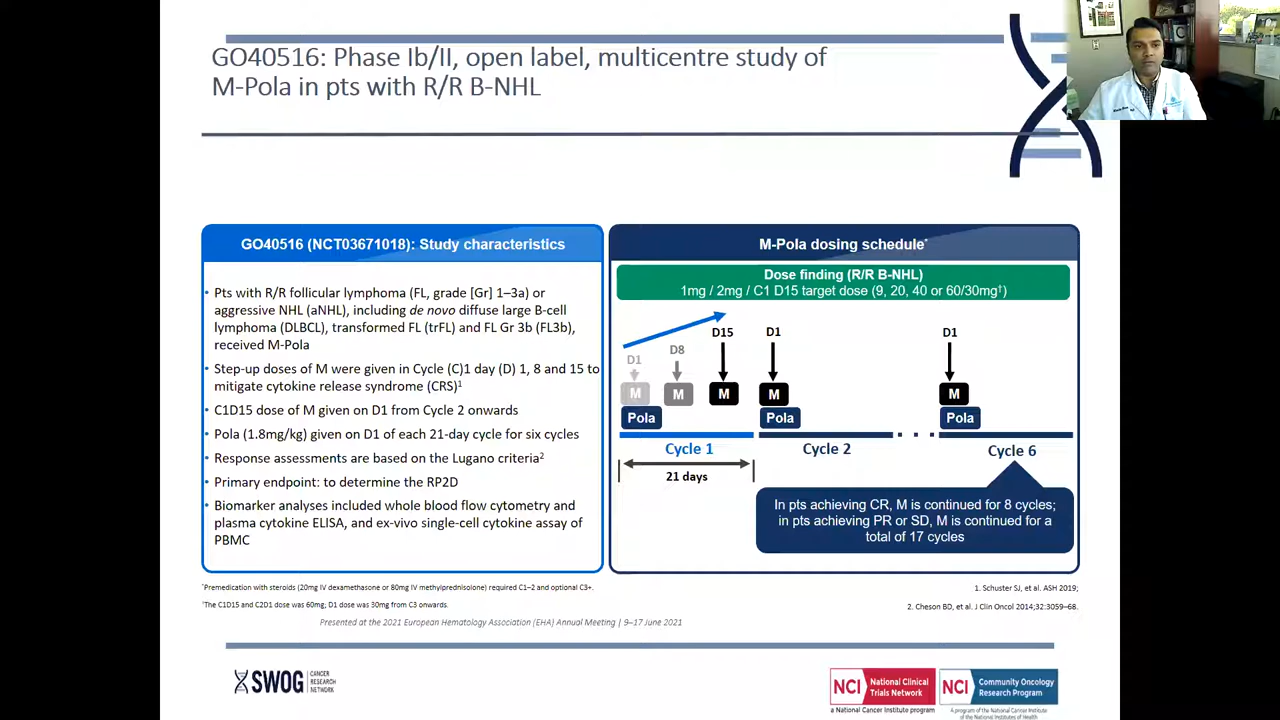 GO40516: Phase Ib/II, open label, multicentre study of
M-Pola in pts with R/R B-NHL
GO40516 (NCT03671018): Study characteristics
• Pts with R/R follicular lymphoma (FL, grade [Gr] 1–3a) or
aggressive NHL (aNHL), including de novo diffuse large B-cell
lymphoma (DLBCL), transformed FL (trFL) and FL Gr 3b (FL3b),
received M-Pola
• Step-up doses of M were given in Cycle (C)1 day (D) 1, 8 and 15 to
mitigate cytokine release syndrome (CRS)1
• C1D15 dose of M given on D1 from Cycle 2 onwards
• Pola (1.8mg/kg) given on D1 of each 21-day cycle for six cycles
• Response assessments are based on the Lugano criteria2
• Primary endpoint: to determine the RP2D
• Biomarker analyses included whole blood flow cytometry and
plasma cytokine ELISA, and ex-vivo single-cell cytokine assay of
PBMC
M-Pola dosing schedule*
Dose finding (R/R B-NHL)
1mg / 2mg / C1 D15 target dose (9, 20, 40 or 60/30mg†)
D1 D8 D15 D1 D1
M M M M M
Pola Pola Pola
Cycle 1 Cycle 2 Cycle 6
21 days
In pts achieving CR, M is continued for 8 cycles;
in pts achieving PR or SD, M is continued for a
total of 17 cycles
*Premedication with steroids (20mg IV dexamethasone or 80mg IV methylprednisolone) required C1–2 and optional C3+.
†The C1D15 and C2D1 dose was 60mg; D1 dose was 30mg from C3 onwards.
1. Schuster SJ, et al. ASH 2019;
2. Cheson BD, et al. J Clin Oncol 2014;32:3059–68.
Presented at the 2021 European Hematology Association (EHA) Annual Meeting | 9–17 June 2021
SWOG CANCER
RESEARCH
NETWORK
NCI National Clinical
Trials Network
a National Cancer Institute program
NCI Community Oncology
Research Program
A program of the National Cancer Institute
of the National Institutes of Health